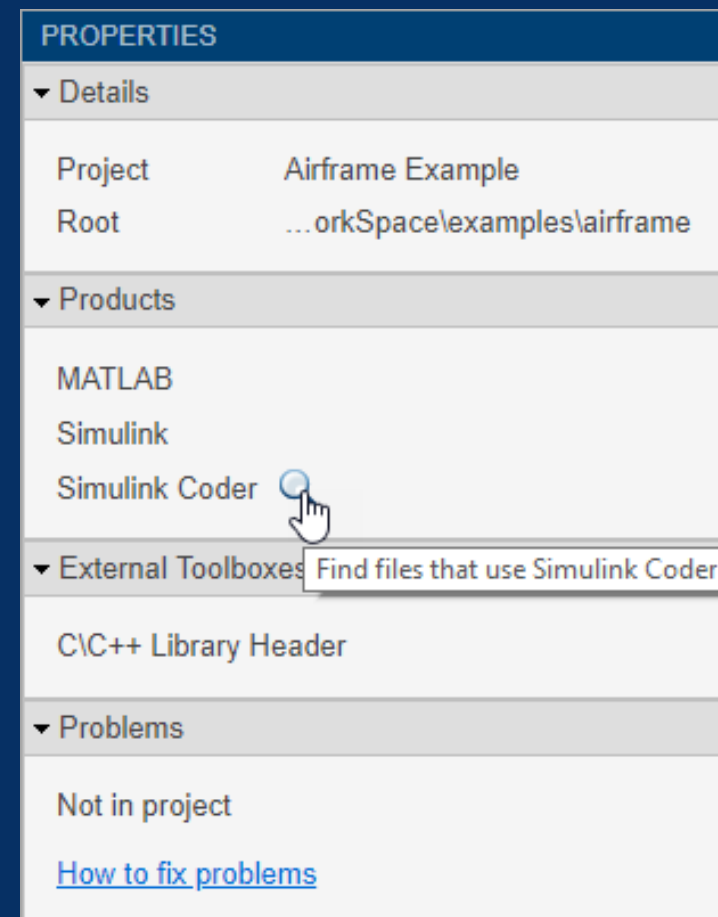 PROPERTIES
Details
Project Airframe Example
Root ...orkSpace\examples\airframe
Products
MATLAB
Simulink
Simulink Coder
External Toolboxes
Find files that use Simulink Coder
C\C++ Library Header
Problems
Not in project
How to fix problems